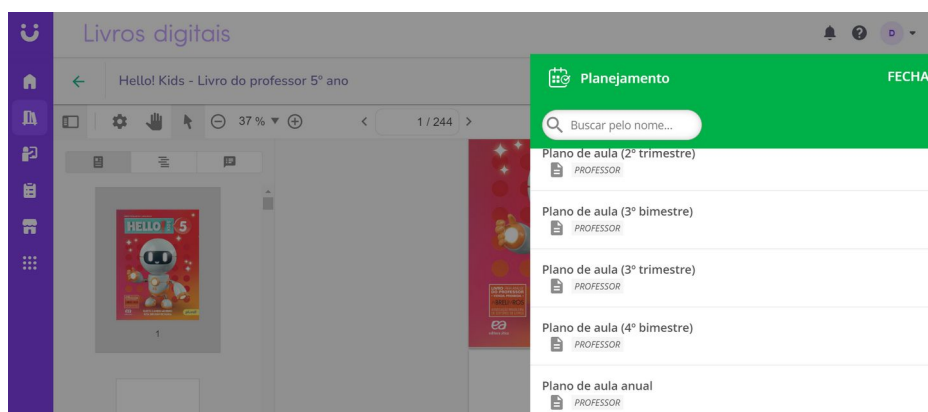 Livros digitais
D
Hello! Kids - Livro do professor 5º ano
37 %
1 / 244
HELLO!
5
ea
1
Planejamento
FECHA
Buscar pelo nome...
Plano de aula (2º trimestre)
PROFESSOR
Plano de aula (3º bimestre)
PROFESSOR
Plano de aula (3º trimestre)
PROFESSOR
Plano de aula (4º bimestre)
PROFESSOR
Plano de aula anual
PROFESSOR